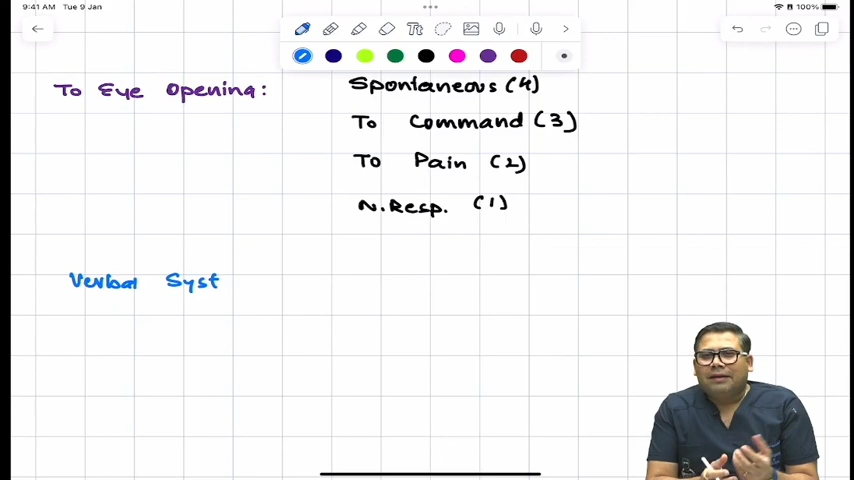 9:41 AM Tue 9 Jan
100%
Tt
To Eye Opening:
Spontaneous (4)
To Command (3)
To Pain (2)
N.Resp. (1)
Verbal Syst